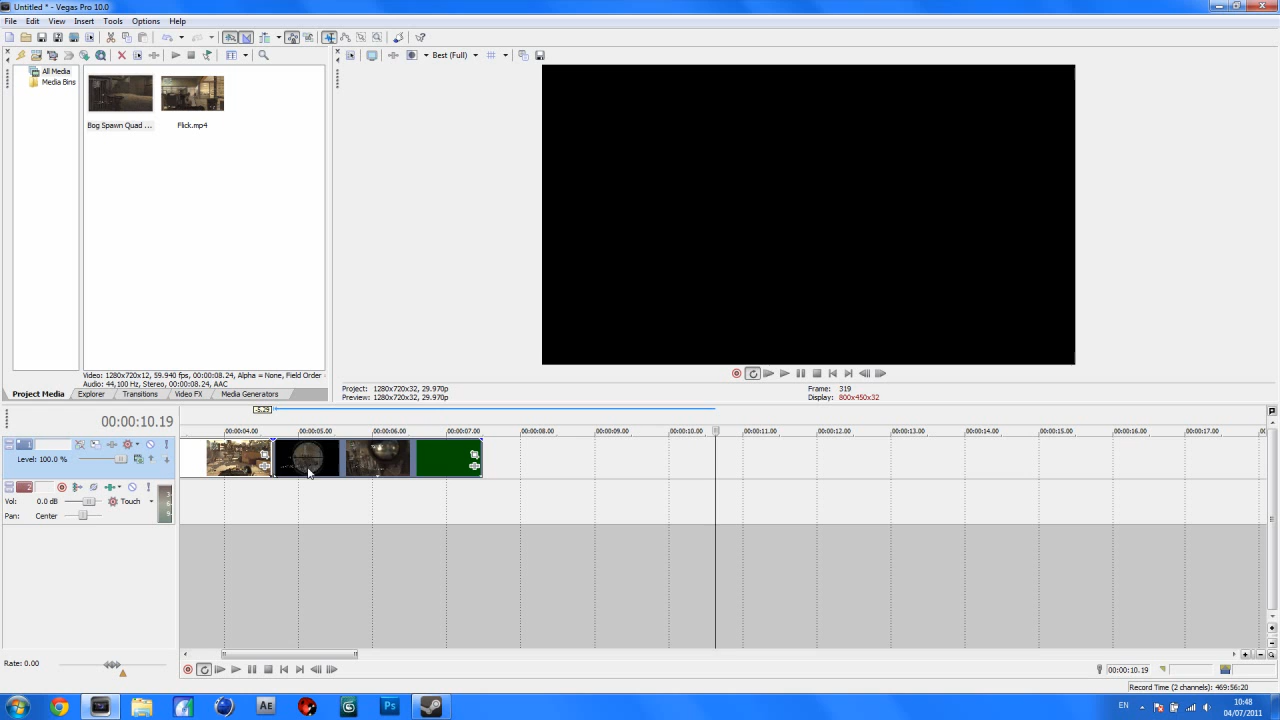 Untitled * - Vegas Pro 10.0
File Edit View Insert Tools Options Help
Best (Full)
All Media
Media Bins
Bog Spawn Quad ...
Flick.mp4
Video: 1280x720x12, 59.940 fps, 00:00:08.24, Alpha = None, Field Order
Audio: 44,100 Hz, Stereo, 00:00:08.24, AAC
Project Media Explorer Transitions Video FX Media Generators
Project: 1280x720x32, 29.970p
Preview: 1280x720x32, 29.970p
Frame: 319
Display: 800x450x32
00:00:10.19
-5.29
00:00:04.00 00:00:05.00 00:00:06.00 00:00:07.00 00:00:08.00 00:00:09.00 00:00:10.00 00:00:11.00 00:00:12.00 00:00:13.00 00:00:14.00 00:00:15.00 00:00:16.00 00:00:17.00
1
Level: 100.0 %
2
Vol: 0.0 dB Touch
Pan: Center
Rate: 0.00
00:00:10.19
Record Time (2 channels): 469:56:20
Ae
Ps
EN
10:48
04/07/2011